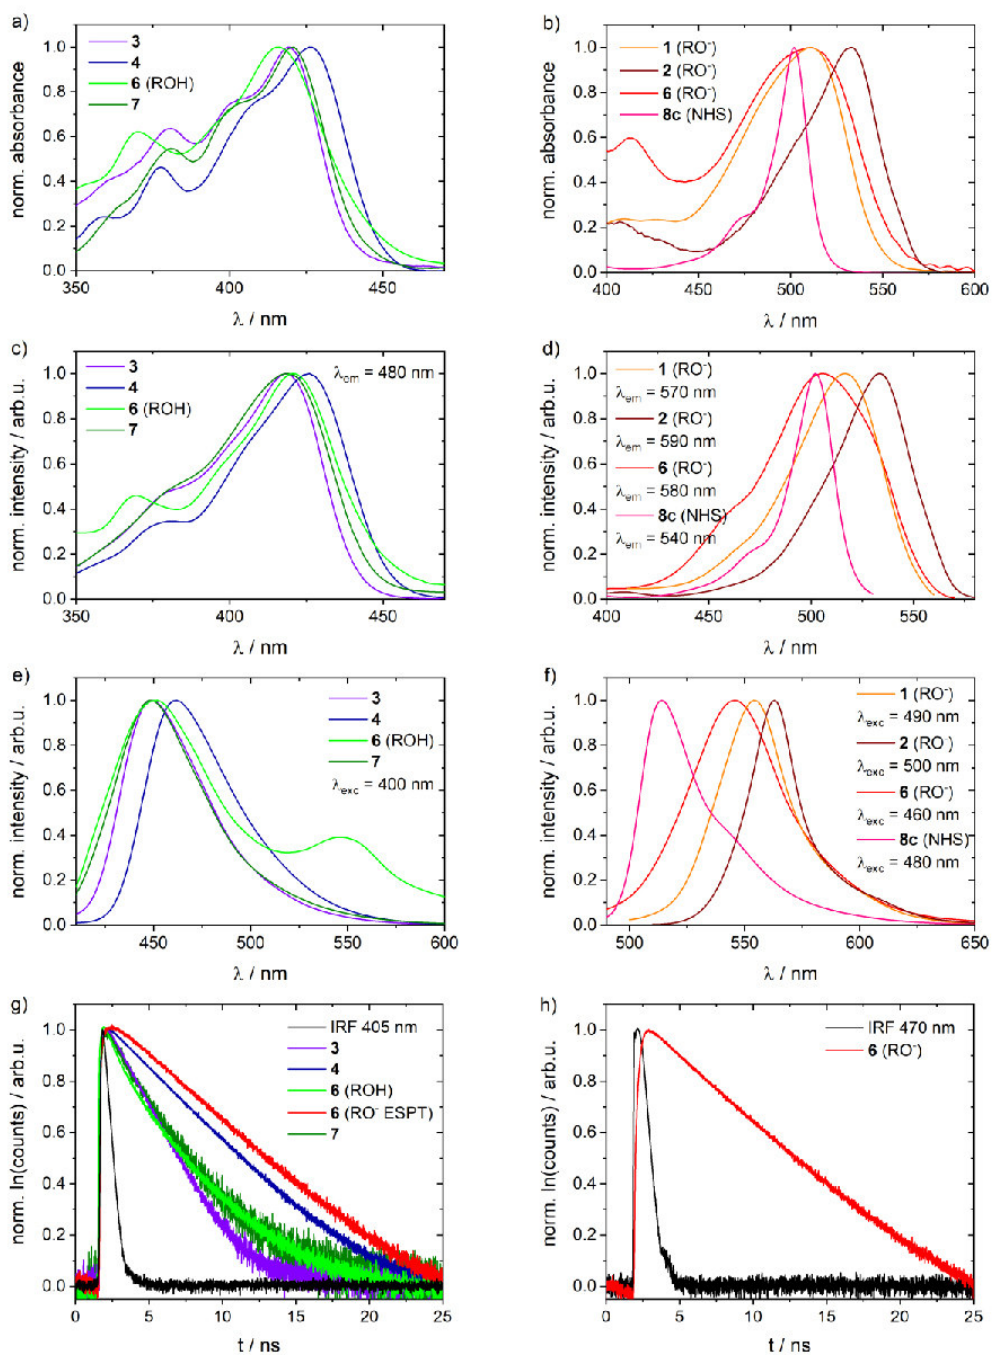 a)
norm. absorbance
1.0
0.8
0.6
0.4
0.2
0.0
3
4
6 (ROH)
7
350 400 450
λ / nm
b)
norm. absorbance
1.0
0.8
0.6
0.4
0.2
0.0
1 (RO⁻)
2 (RO⁻)
6 (RO⁻)
8c (NHS)
400 450 500 550 600
λ / nm
c)
norm. intensity / arb.u.
1.0
0.8
0.6
0.4
0.2
0.0
3
4
6 (ROH)
7
λem = 480 nm
350 400 450
λ / nm
d)
norm. intensity / arb.u.
1.0
0.8
0.6
0.4
0.2
0.0
1 (RO⁻)
λem = 570 nm
2 (RO⁻)
λem = 590 nm
6 (RO⁻)
λem = 580 nm
8c (NHS)
λem = 540 nm
400 450 500 550
λ / nm
e)
norm. intensity / arb.u.
1.0
0.8
0.6
0.4
0.2
0.0
3
4
6 (ROH)
7
λexc = 400 nm
450 500 550 600
λ / nm
f)
norm. intensity / arb.u.
1.0
0.8
0.6
0.4
0.2
0.0
1 (RO⁻)
λexc = 490 nm
2 (RO⁻)
λexc = 500 nm
6 (RO⁻)
λexc = 460 nm
8c (NHS)
λexc = 480 nm
500 550 600 650
λ / nm
g)
norm. ln(counts) / arb.u.
1.0
0.8
0.6
0.4
0.2
0.0
IRF 405 nm
3
4
6 (ROH)
6 (RO⁻ ESPT)
7
0 5 10 15 20 25
t / ns
h)
norm. ln(counts) / arb.u.
1.0
0.8
0.6
0.4
0.2
0.0
IRF 470 nm
6 (RO⁻)
0 5 10 15 20 25
t / ns